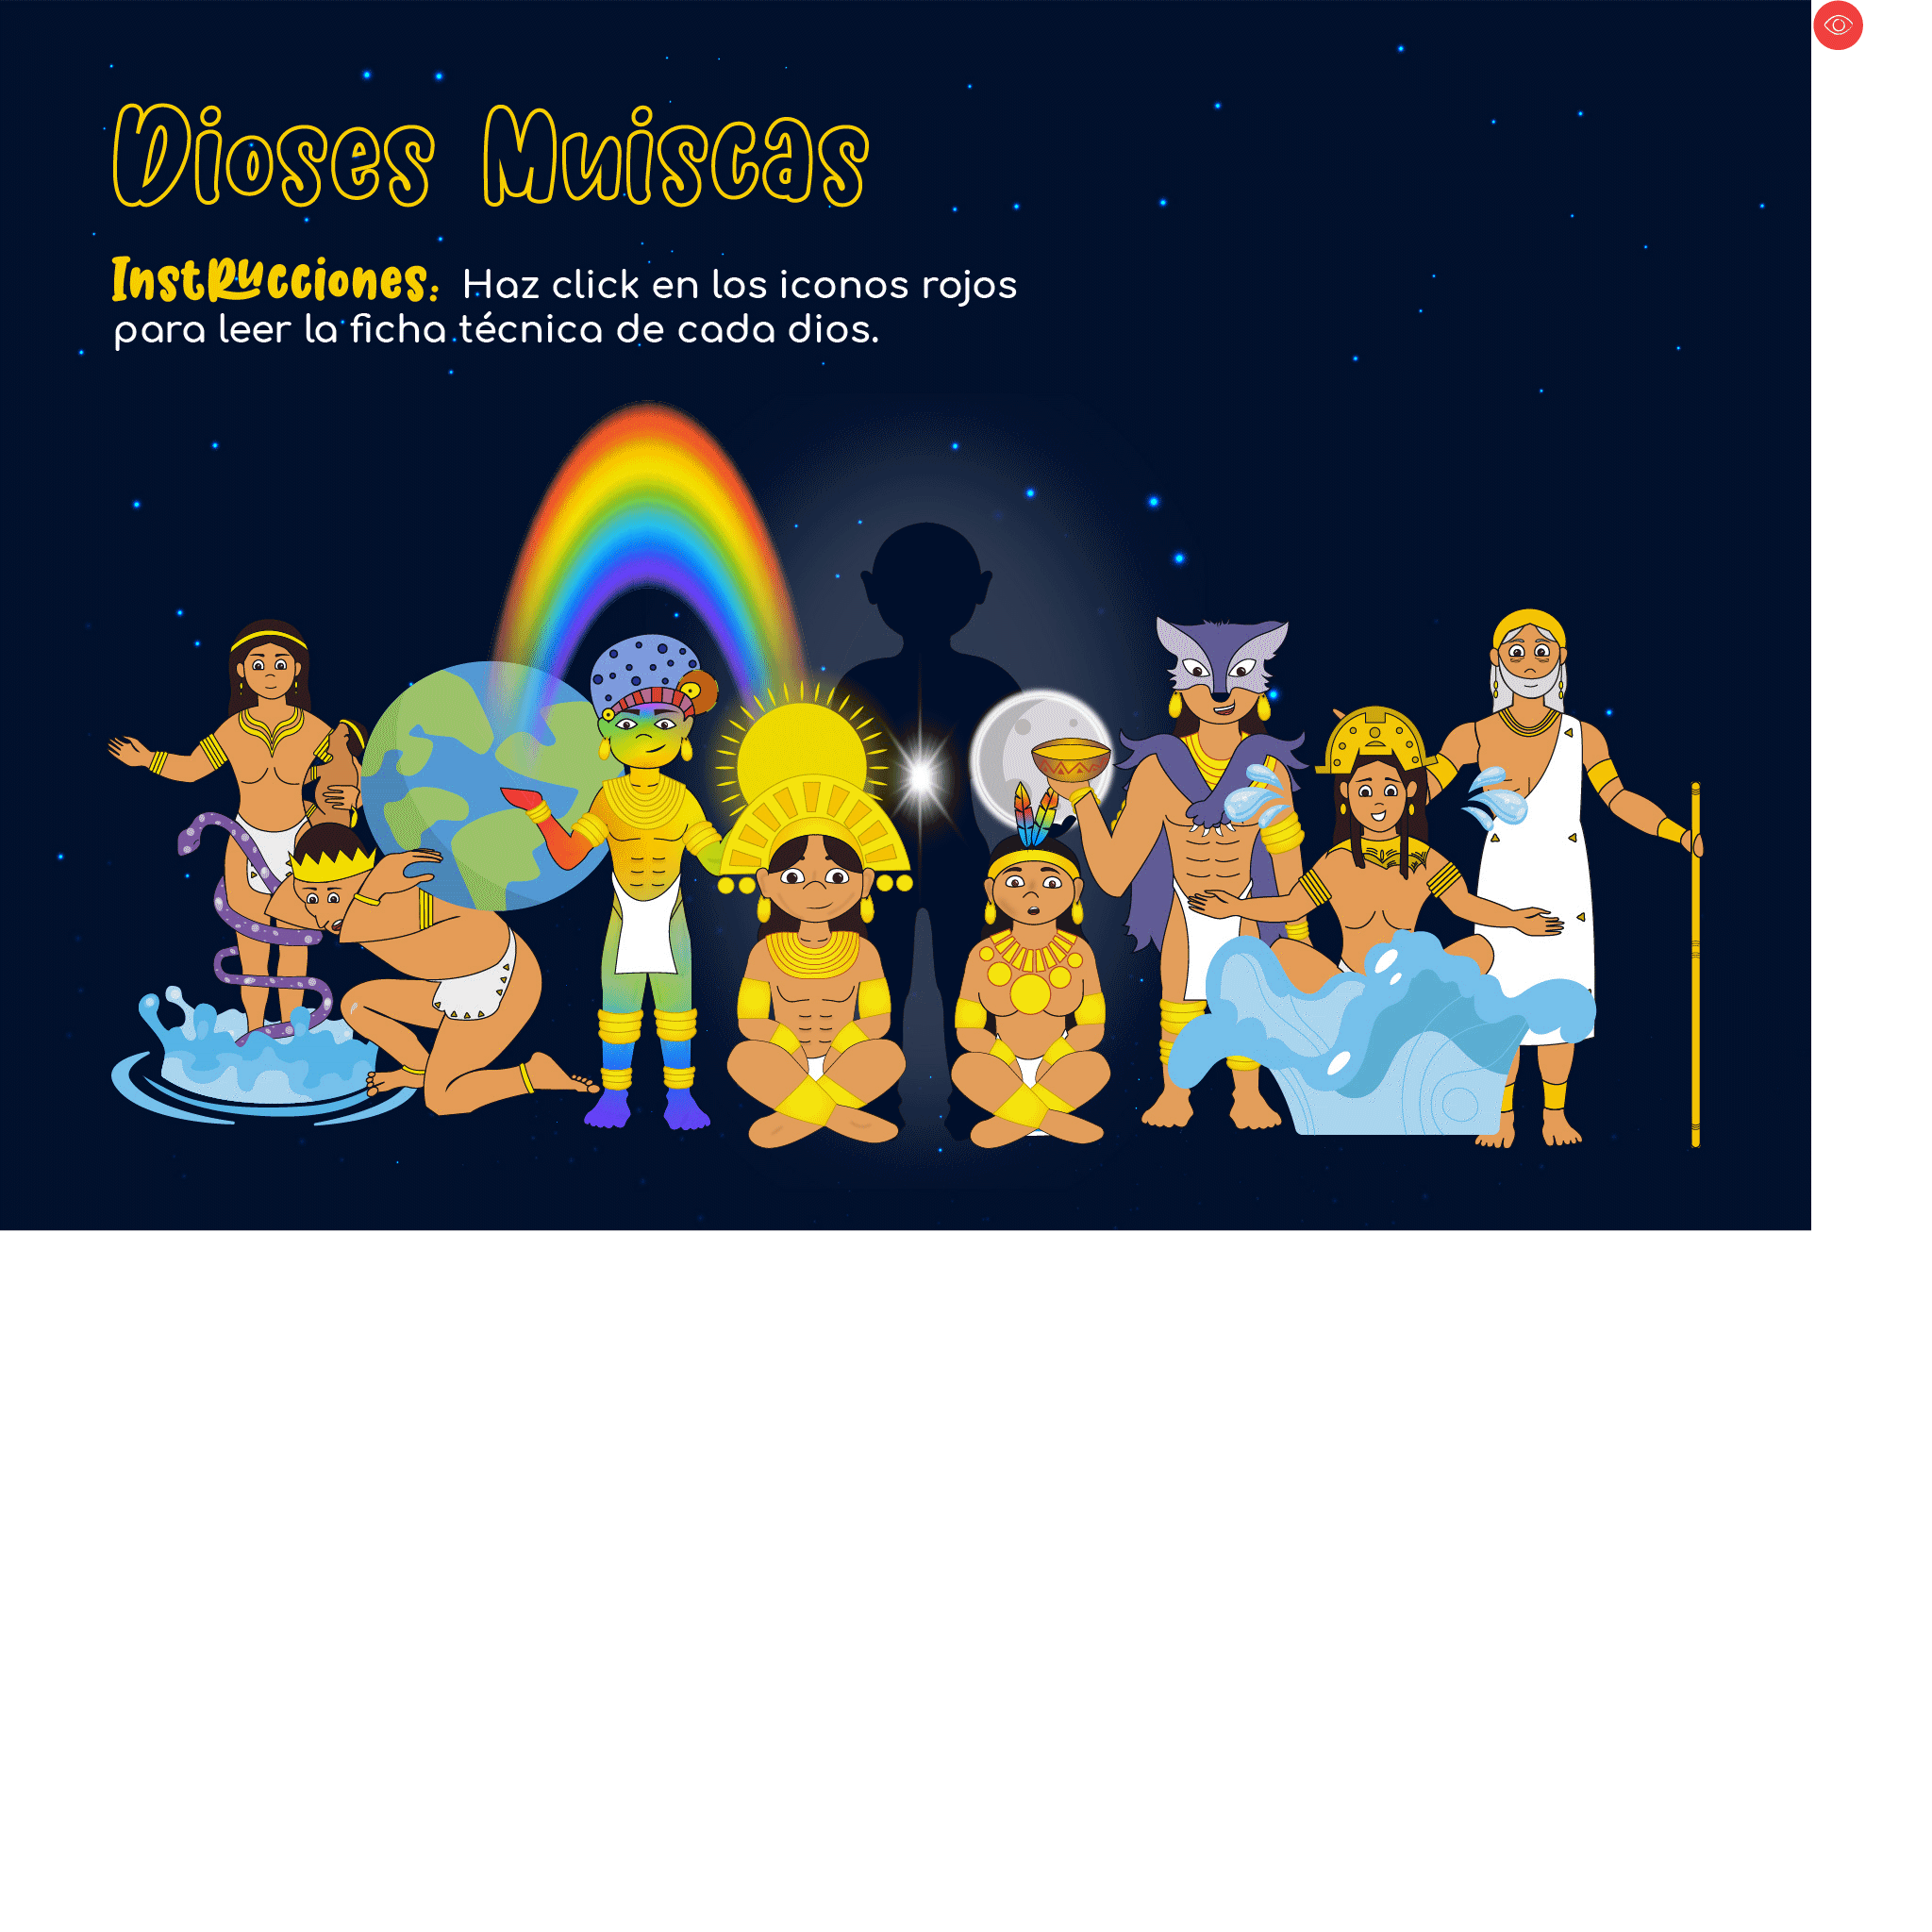 Dioses Muiscas
Instrucciones: Haz click en los iconos rojos
para leer la ficha técnica de cada dios.